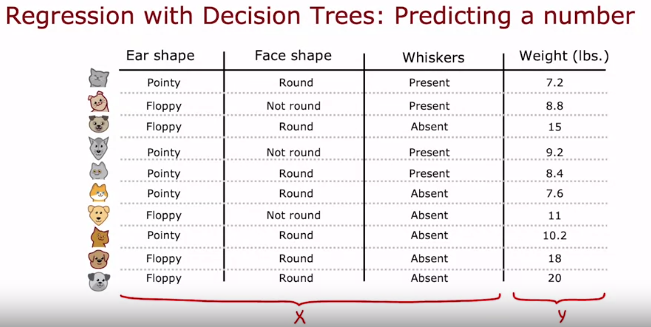 Regression with Decision Trees: Predicting a number
Ear shape Face shape Whiskers Weight (lbs.)
Pointy Round Present 7.2
Floppy Not round Present 8.8
Floppy Round Absent 15
Pointy Not round Present 9.2
Pointy Round Present 8.4
Pointy Round Absent 7.6
Floppy Not round Absent 11
Pointy Round Absent 10.2
Floppy Round Absent 18
Floppy Round Absent 20
X y